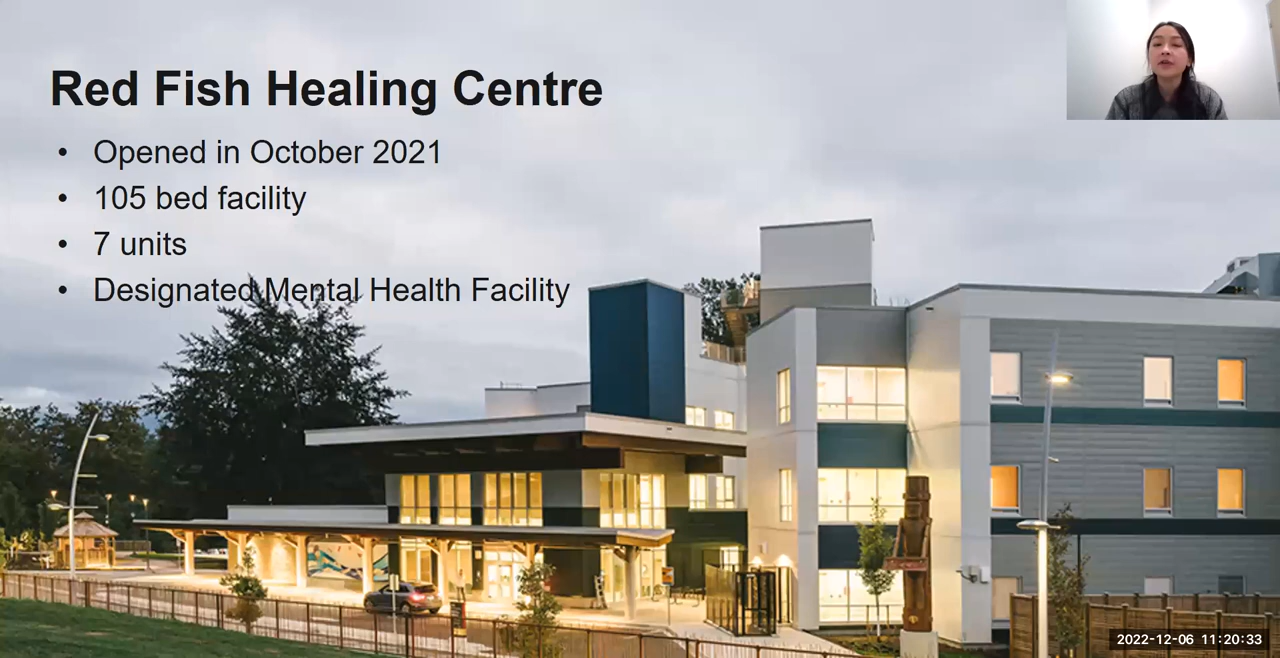 Red Fish Healing Centre
• Opened in October 2021
• 105 bed facility
• 7 units
• Designated Mental Health Facility
2022-12-06 11:20:33